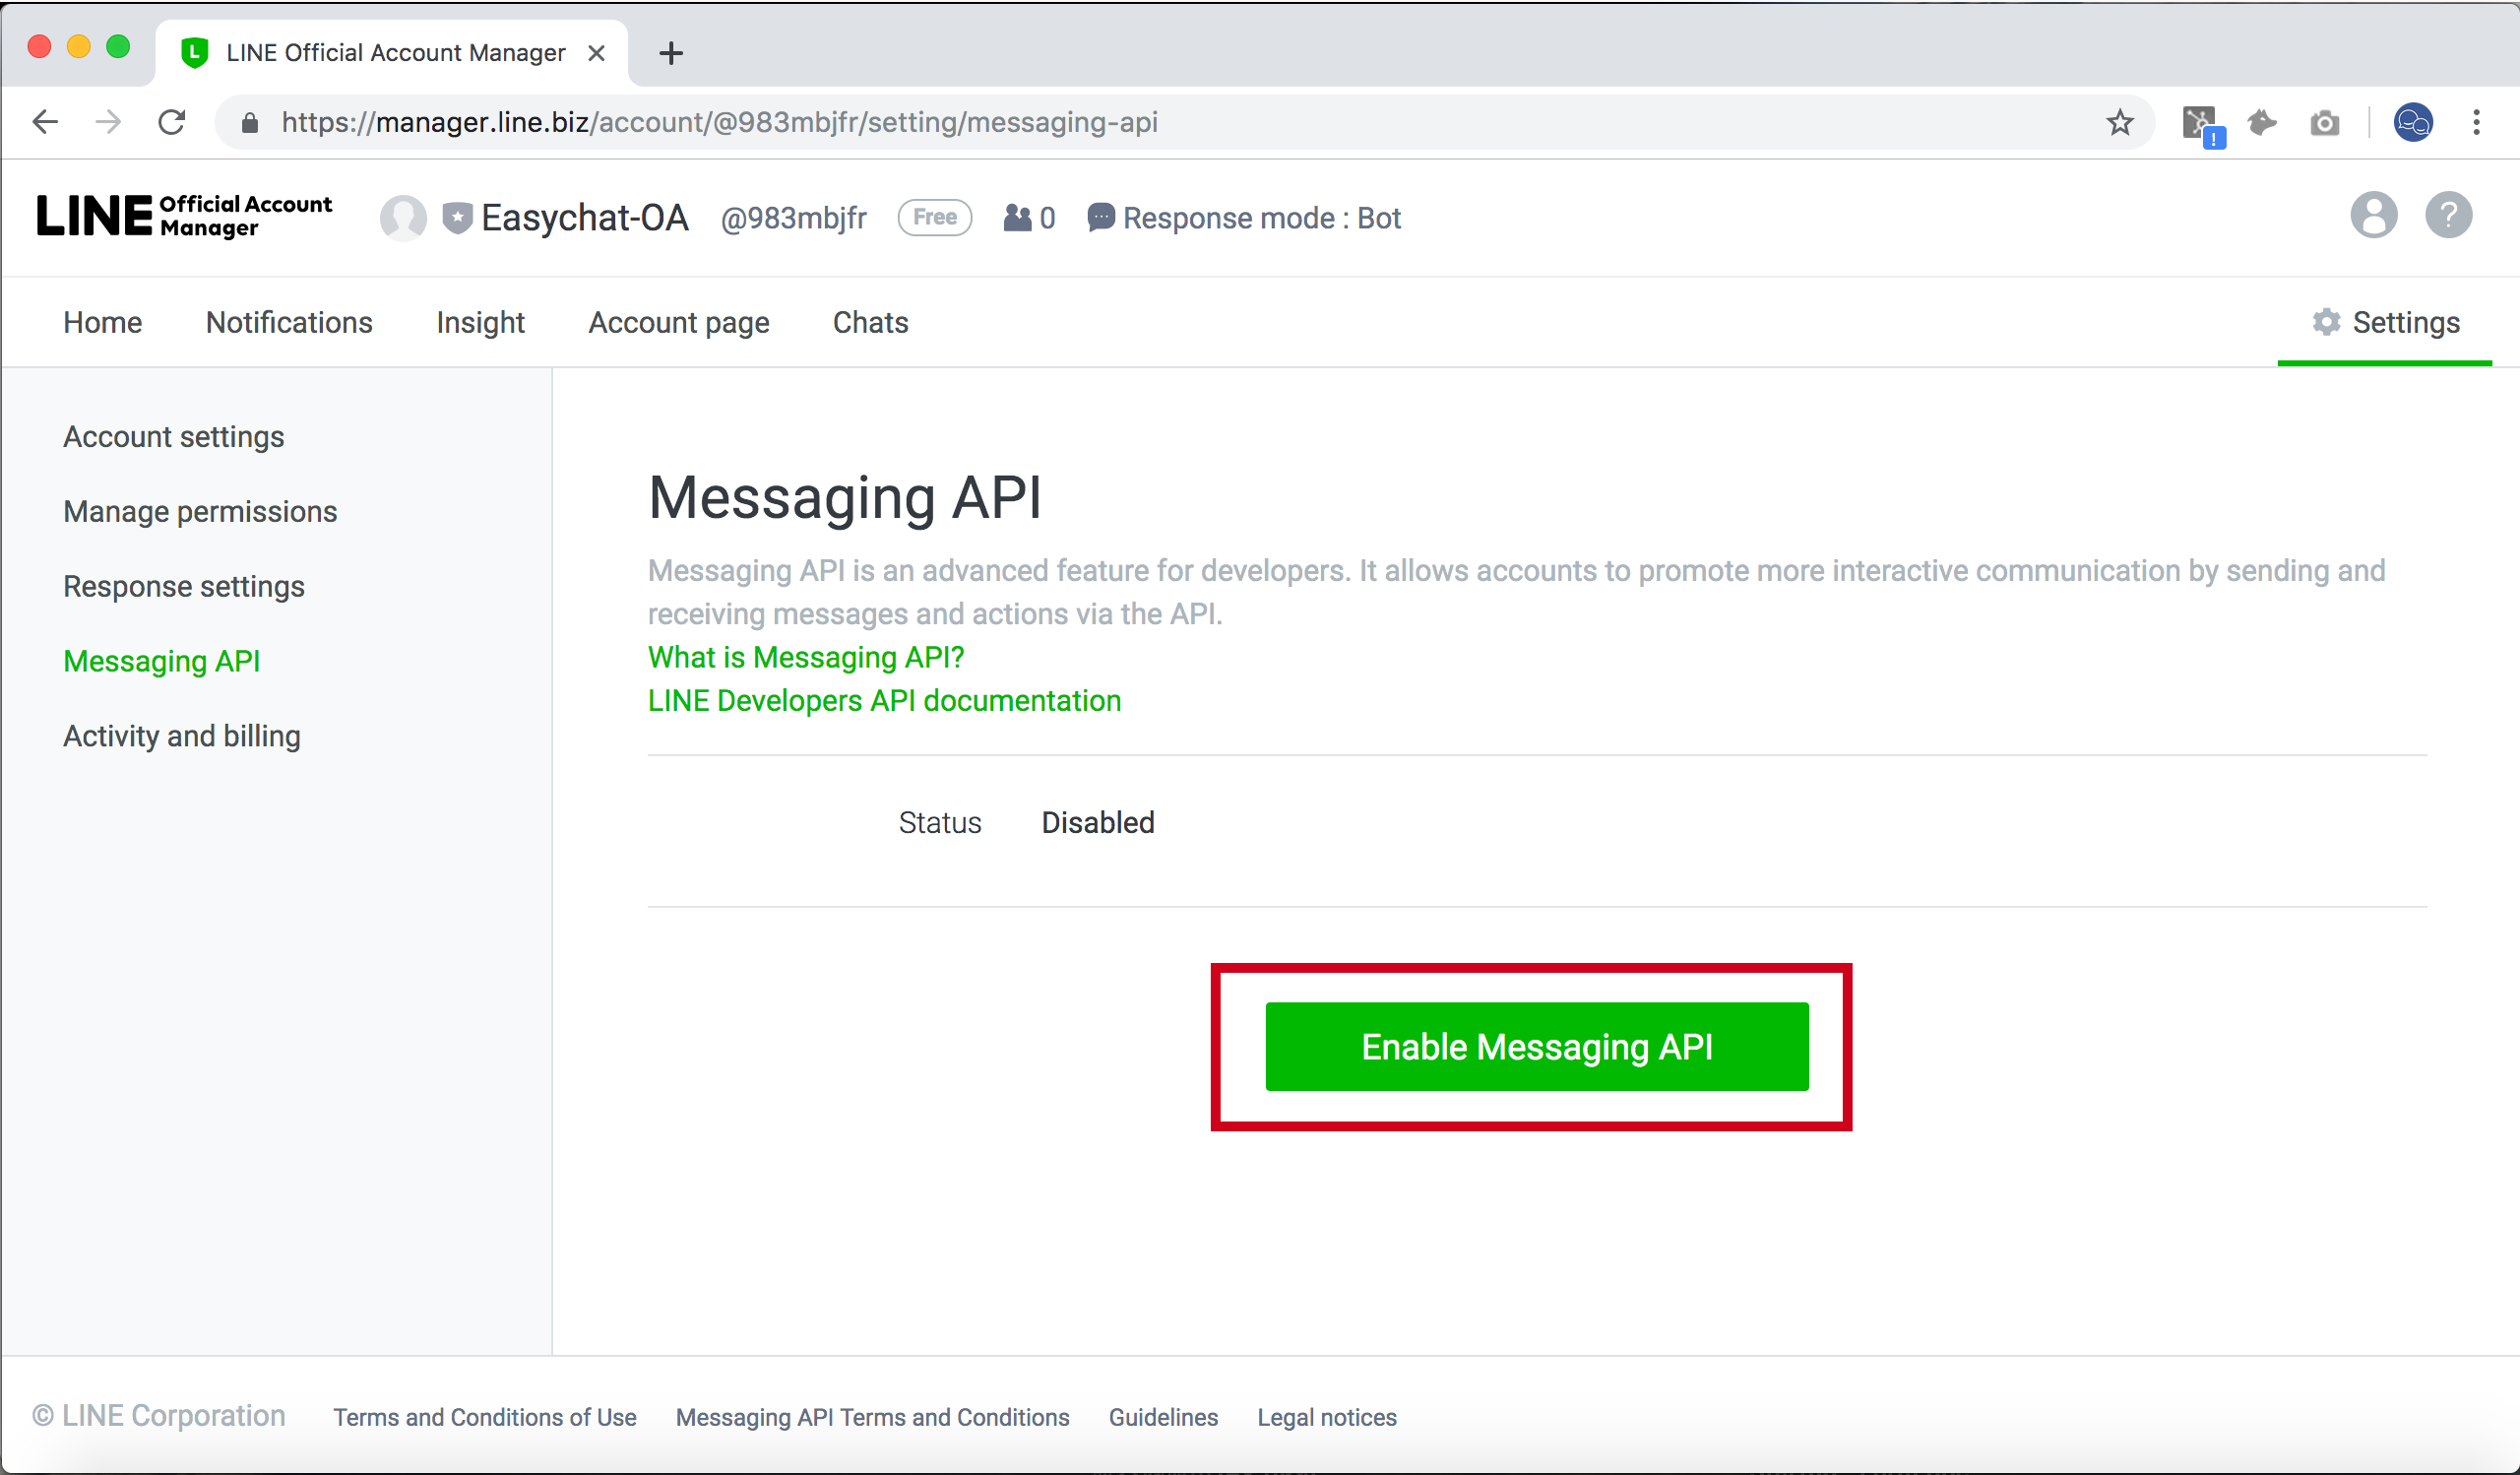 LINE Official Account Manager
https://manager.line.biz/account/@983mbjfr/setting/messaging-api
LINE Official Account Manager
Easychat-OA @983mbjfr Free 0 Response mode : Bot
Home Notifications Insight Account page Chats Settings
Account settings
Manage permissions
Response settings
Messaging API
Activity and billing
Messaging API
Messaging API is an advanced feature for developers. It allows accounts to promote more interactive communication by sending and
receiving messages and actions via the API.
What is Messaging API?
LINE Developers API documentation
Status Disabled
Enable Messaging API
© LINE Corporation Terms and Conditions of Use Messaging API Terms and Conditions Guidelines Legal notices